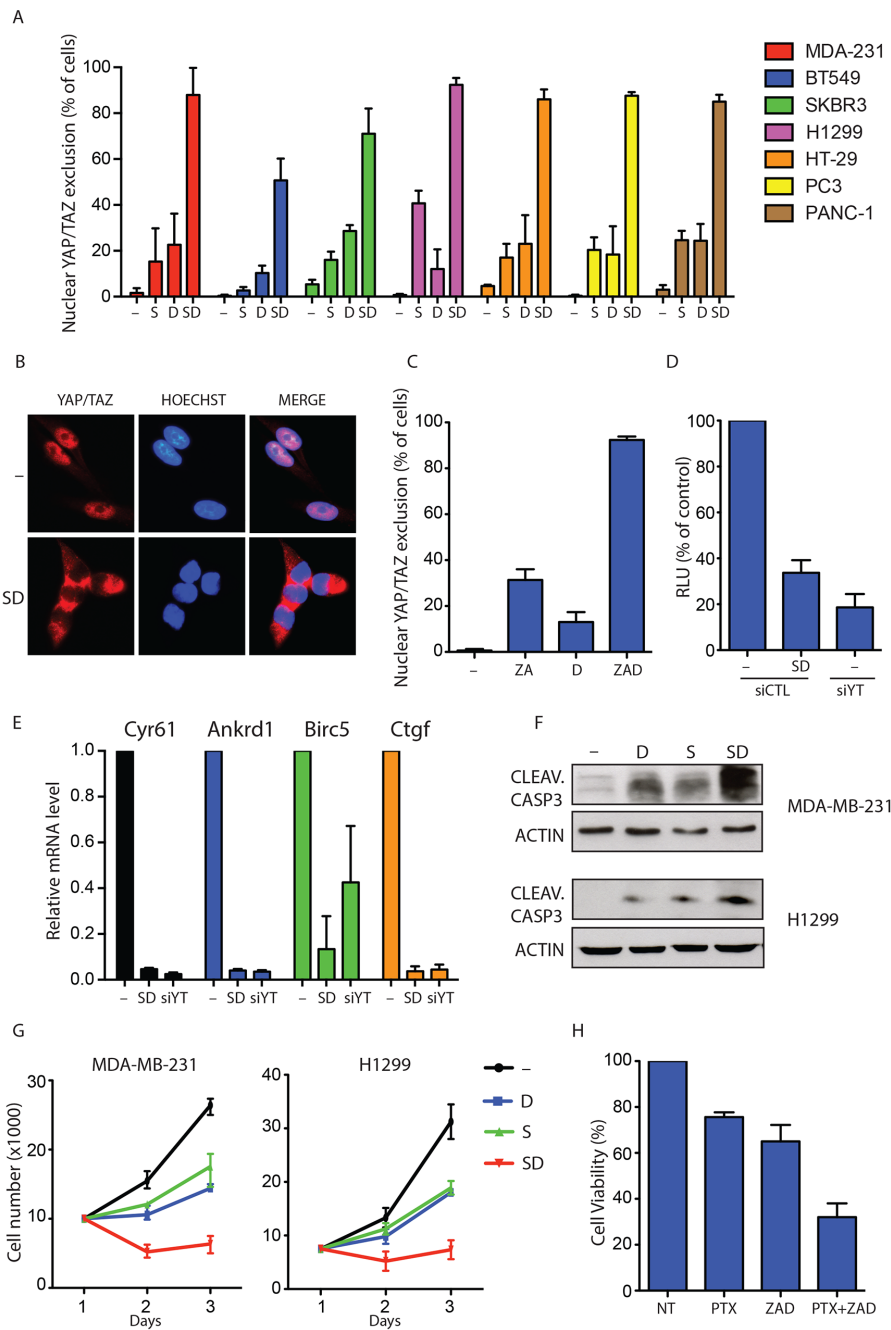 A
Nuclear YAP/TAZ exclusion (% of cells)
100
80
60
40
20
0
– S D SD – S D SD – S D SD – S D SD – S D SD – S D SD – S D SD
MDA-231
BT549
SKBR3
H1299
HT-29
PC3
PANC-1
B
YAP/TAZ HOECHST MERGE
–
SD
C
Nuclear YAP/TAZ exclusion (% of cells)
100
80
60
40
20
0
– ZA D ZAD
D
RLU (% of control)
100
80
60
40
20
0
– SD –
siCTL siYT
E
Cyr61 Ankrd1 Birc5 Ctgf
Relative mRNA level
1.0
0.8
0.6
0.4
0.2
0.0
– SD siYT – SD siYT – SD siYT – SD siYT
F
– D S SD
CLEAV.
CASP3
MDA-MB-231
ACTIN
CLEAV.
CASP3
H1299
ACTIN
G
MDA-MB-231
Cell number (x1000)
30
20
10
0
1 2 3
Days
H1299
40
30
20
10
0
1 2 3
Days
–
D
S
SD
H
Cell Viability (%)
100
80
60
40
20
0
NT PTX ZAD PTX+ZAD